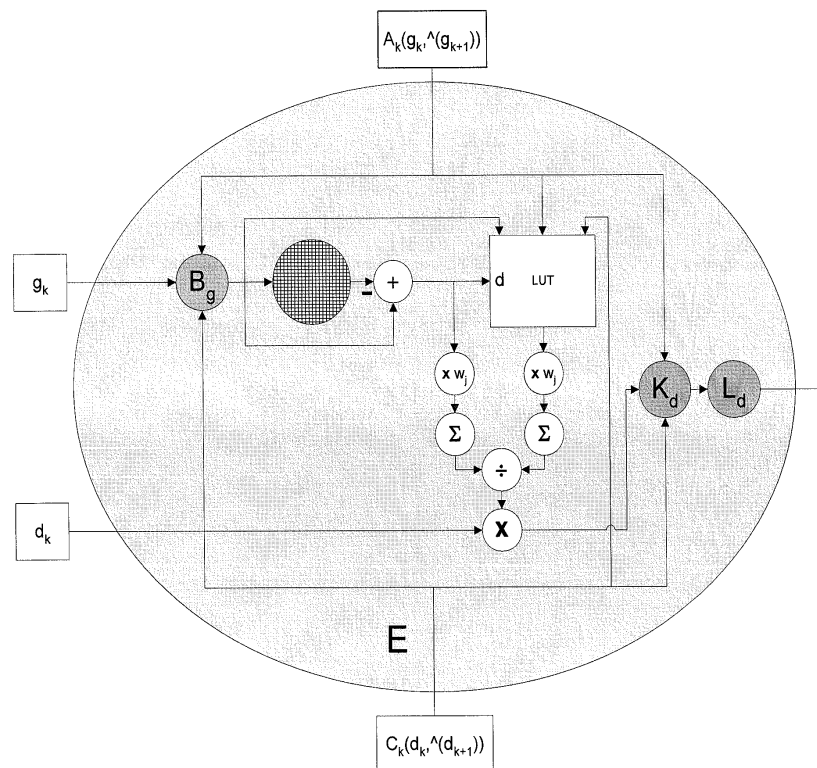 A_k(g_k,^(g_{k+1}))
B_g
g_k
-
+
d
LUT
x w_j
x w_j
K_d
L_d
Σ
Σ
÷
d_k
x
E
C_k(d_k,^(d_{k+1}))